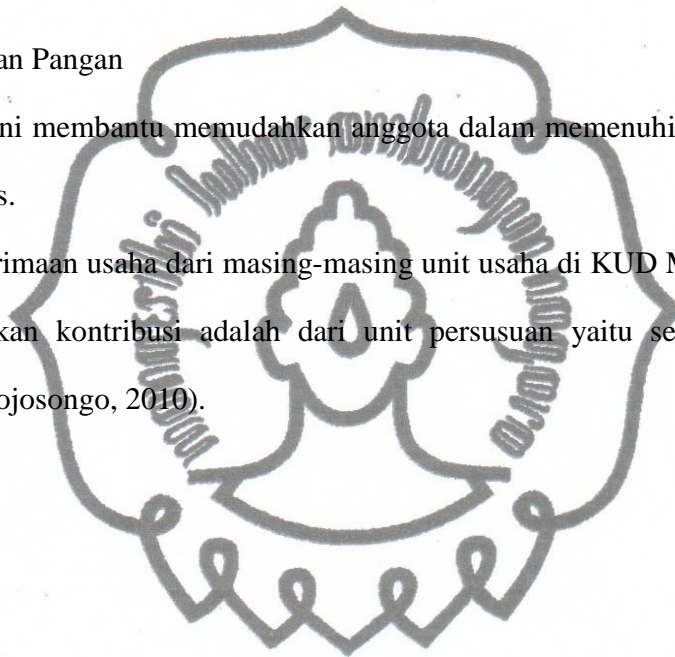 an Pangan
ni membantu memudahkan anggota dalam memenuhi
s.
rimaan usaha dari masing-masing unit usaha di KUD M
kan kontribusi adalah dari unit persusuan yaitu se
ojosongo, 2010).